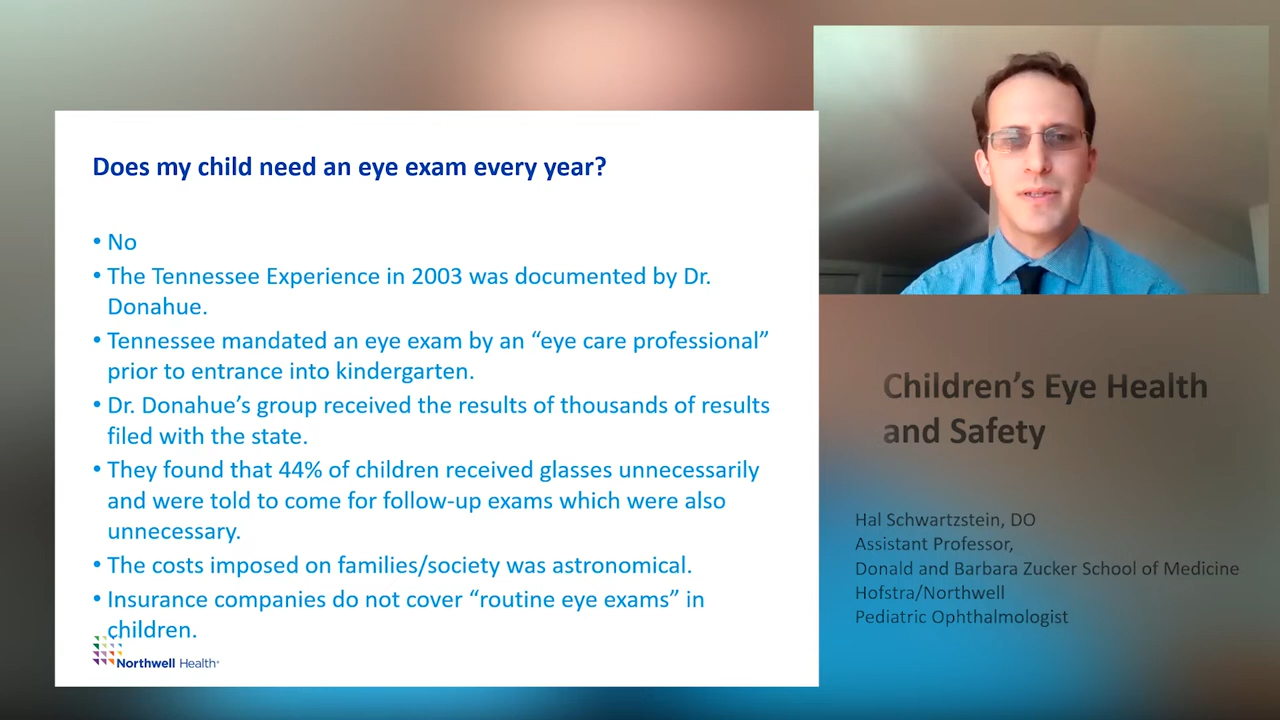 Does my child need an eye exam every year?
• No
• The Tennessee Experience in 2003 was documented by Dr.
Donahue.
• Tennessee mandated an eye exam by an “eye care professional”
prior to entrance into kindergarten.
• Dr. Donahue’s group received the results of thousands of results
filed with the state.
• They found that 44% of children received glasses unnecessarily
and were told to come for follow-up exams which were also
unnecessary.
• The costs imposed on families/society was astronomical.
• Insurance companies do not cover “routine eye exams” in
children.
Northwell Health
Children’s Eye Health
and Safety
Hal Schwartzstein, DO
Assistant Professor,
Donald and Barbara Zucker School of Medicine
Hofstra/Northwell
Pediatric Ophthalmologist